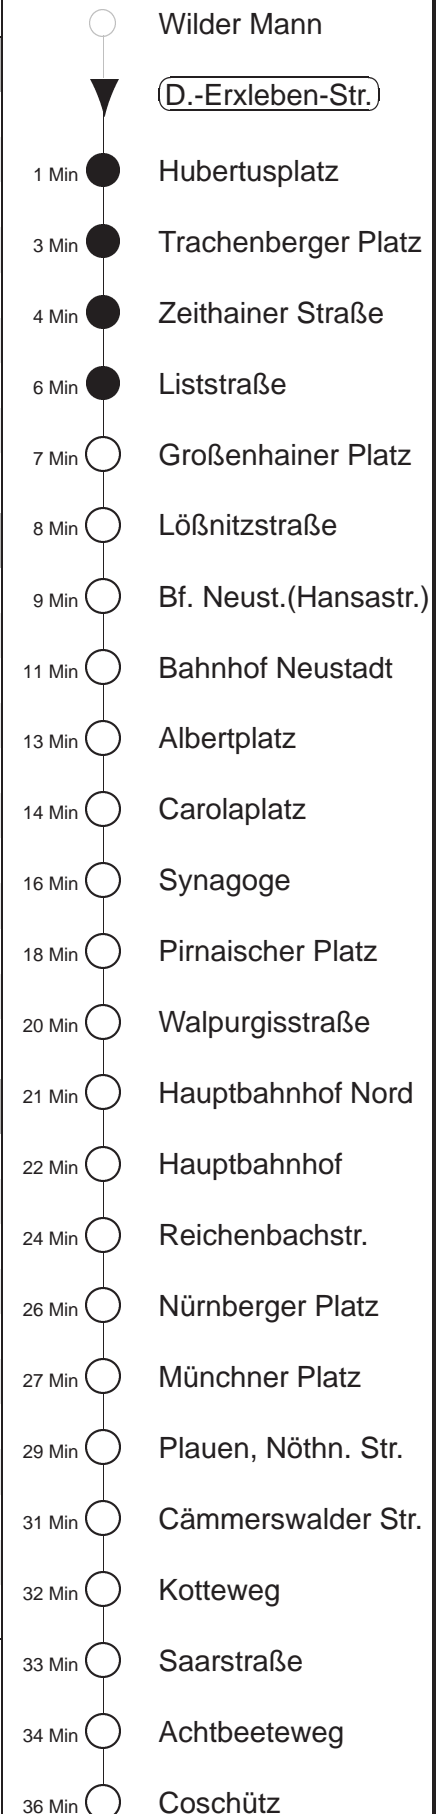 Wilder Mann
D.-Erxleben-Str.
1 Min Hubertusplatz
3 Min Trachenberger Platz
4 Min Zeithainer Straße
6 Min Liststraße
7 Min Großenhainer Platz
8 Min Lößnitzstraße
9 Min Bf. Neust.(Hansastr.)
11 Min Bahnhof Neustadt
13 Min Albertplatz
14 Min Carolaplatz
16 Min Synagoge
18 Min Pirnaischer Platz
20 Min Walpurgisstraße
21 Min Hauptbahnhof Nord
22 Min Hauptbahnhof
24 Min Reichenbachstr.
26 Min Nürnberger Platz
27 Min Münchner Platz
29 Min Plauen, Nöthn. Str.
31 Min Cämmerswalder Str.
32 Min Kotteweg
33 Min Saarstraße
34 Min Achtbeeteweg
36 Min Coschütz